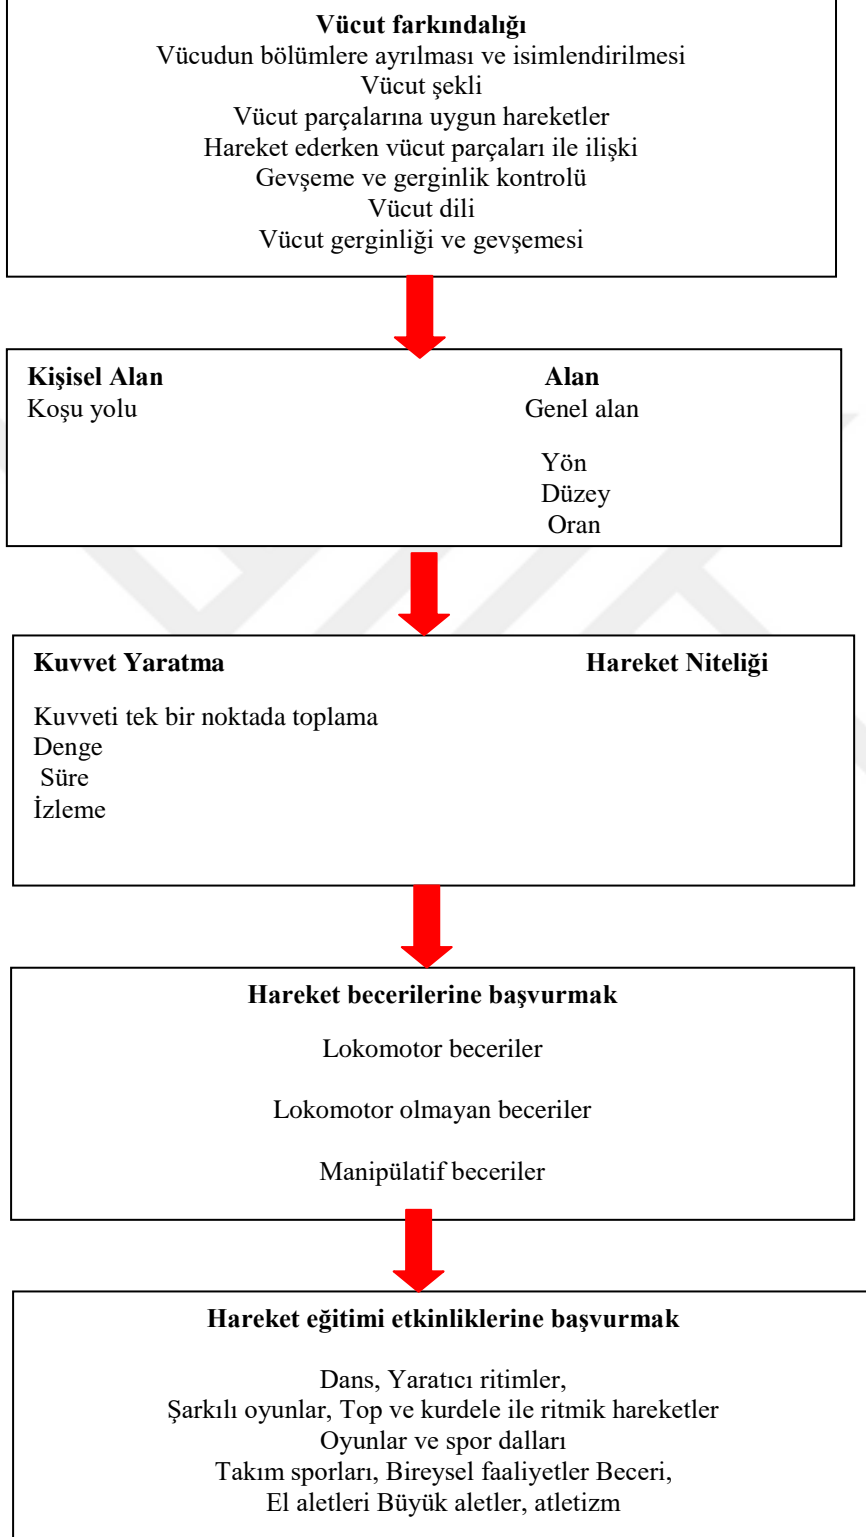 Vücut farkındalığı
Vücudun bölümlere ayrılması ve isimlendirilmesi
Vücut şekli
Vücut parçalarına uygun hareketler
Hareket ederken vücut parçaları ile ilişki
Gevşeme ve gerginlik kontrolü
Vücut dili
Vücut gerginliği ve gevşemesi
Kişisel Alan Alan
Koşu yolu Genel alan
Yön
Düzey
Oran
Kuvvet Yaratma Hareket Niteliği
Kuvveti tek bir noktada toplama
Denge
Süre
İzleme
Hareket becerilerine başvurmak
Lokomotor beceriler
Lokomotor olmayan beceriler
Manipülatif beceriler
Hareket eğitimi etkinliklerine başvurmak
Dans, Yaratıcı ritimler,
Şarkılı oyunlar, Top ve kurdele ile ritmik hareketler
Oyunlar ve spor dalları
Takım sporları, Bireysel faaliyetler Beceri,
El aletleri Büyük aletler, atletizm